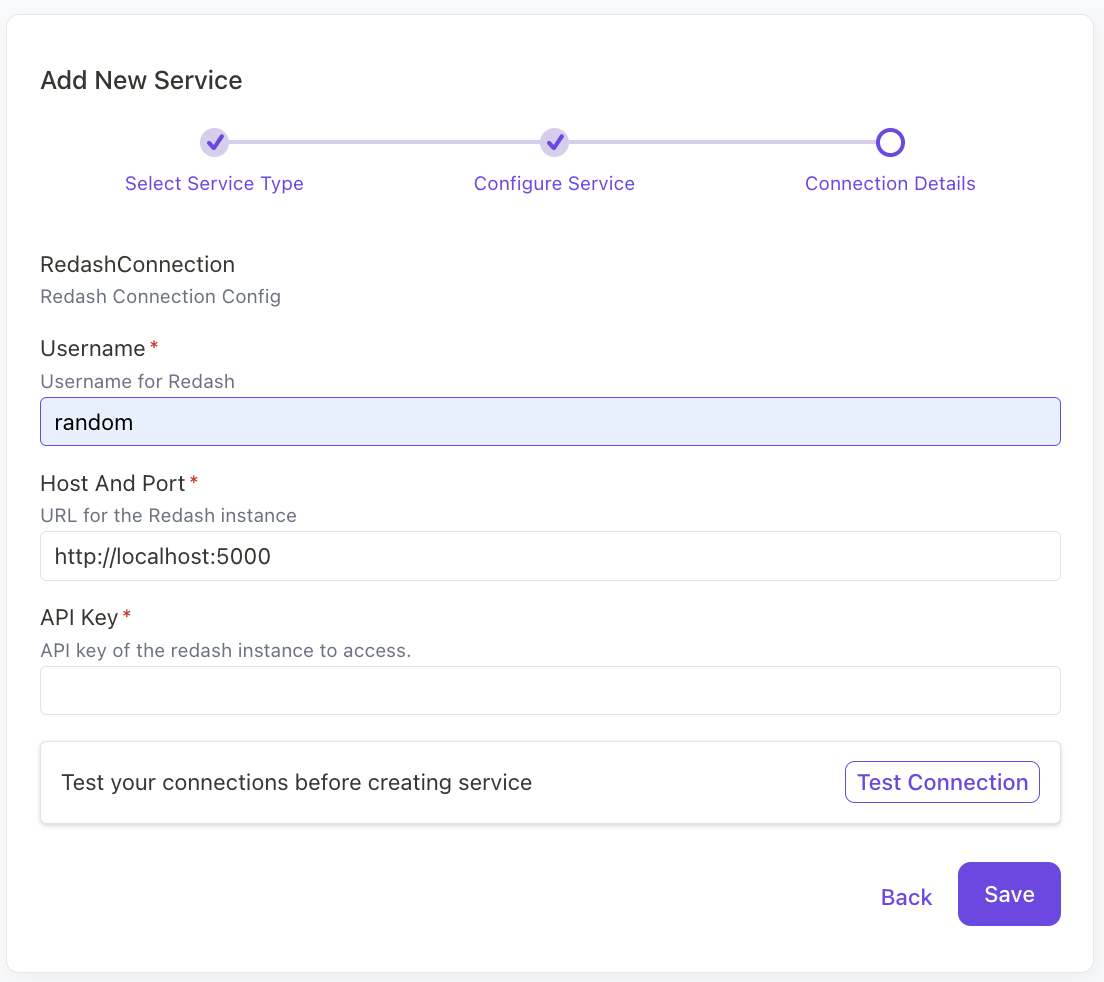 Add New Service
Select Service Type
Configure Service
Connection Details
RedashConnection
Redash Connection Config
Username*
Username for Redash
random
Host And Port*
URL for the Redash instance
http://localhost:5000
API Key*
API key of the redash instance to access.
Test your connections before creating service
Test Connection
Back
Save